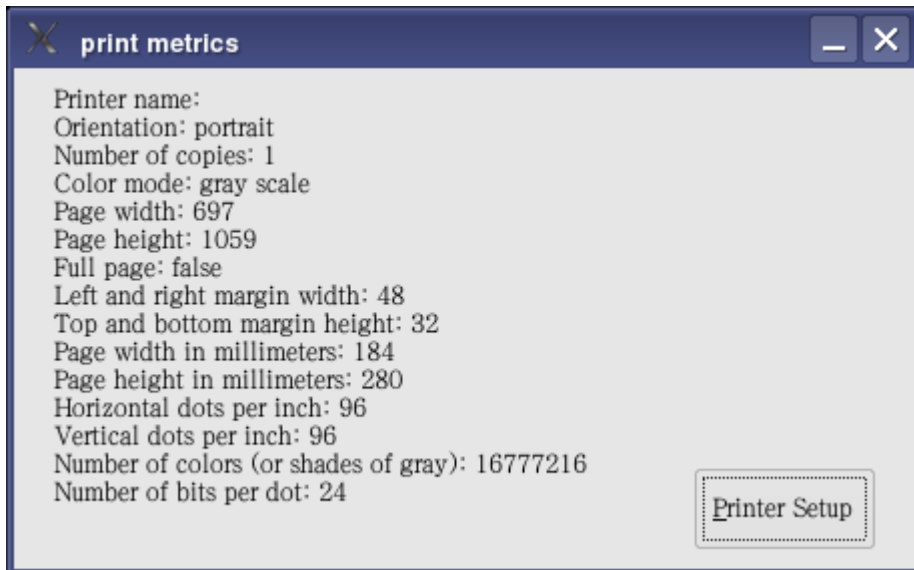 print metrics
Printer name:
Orientation: portrait
Number of copies: 1
Color mode: gray scale
Page width: 697
Page height: 1059
Full page: false
Left and right margin width: 48
Top and bottom margin height: 32
Page width in millimeters: 184
Page height in millimeters: 280
Horizontal dots per inch: 96
Vertical dots per inch: 96
Number of colors (or shades of gray): 16777216
Number of bits per dot: 24
Printer Setup